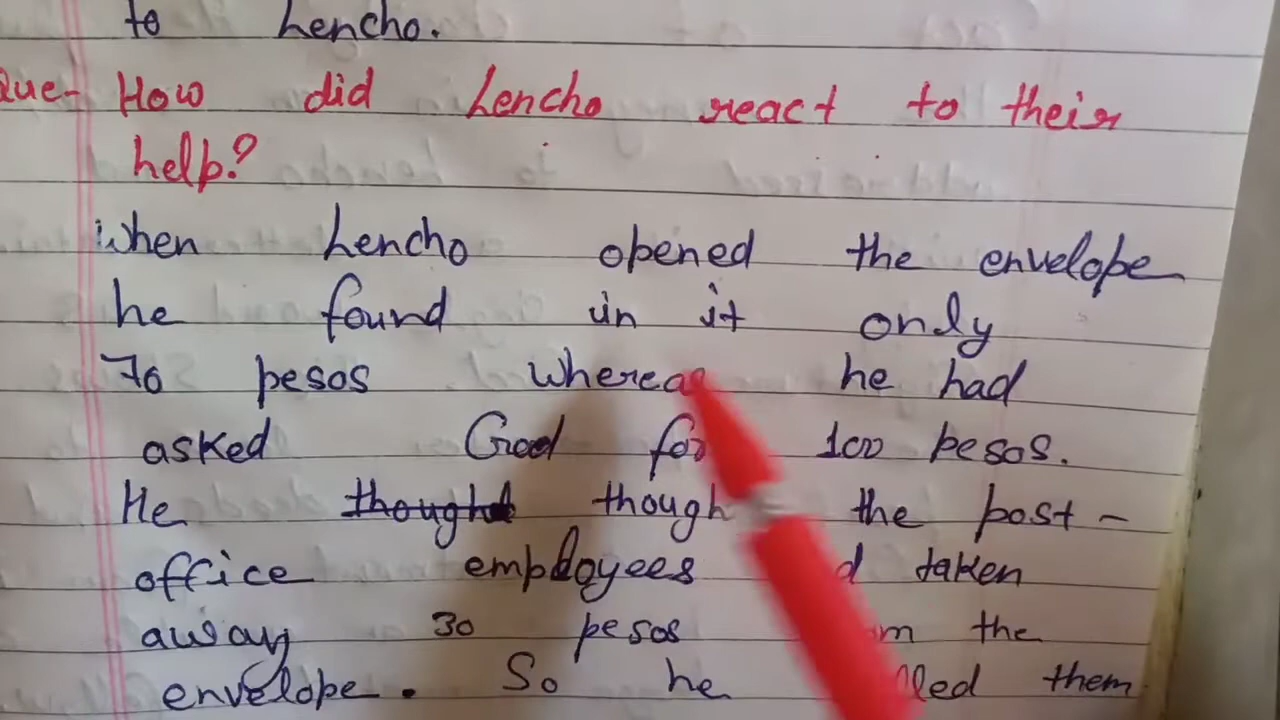 to Lencho.
Que- How did Lencho react to their
help?
When Lencho opened the envelope
he found in it only
70 pesos whereas he had
asked God for 100 pesos.
He thought the post-
office employees taken
away 30 pesos the
envelope. So he them